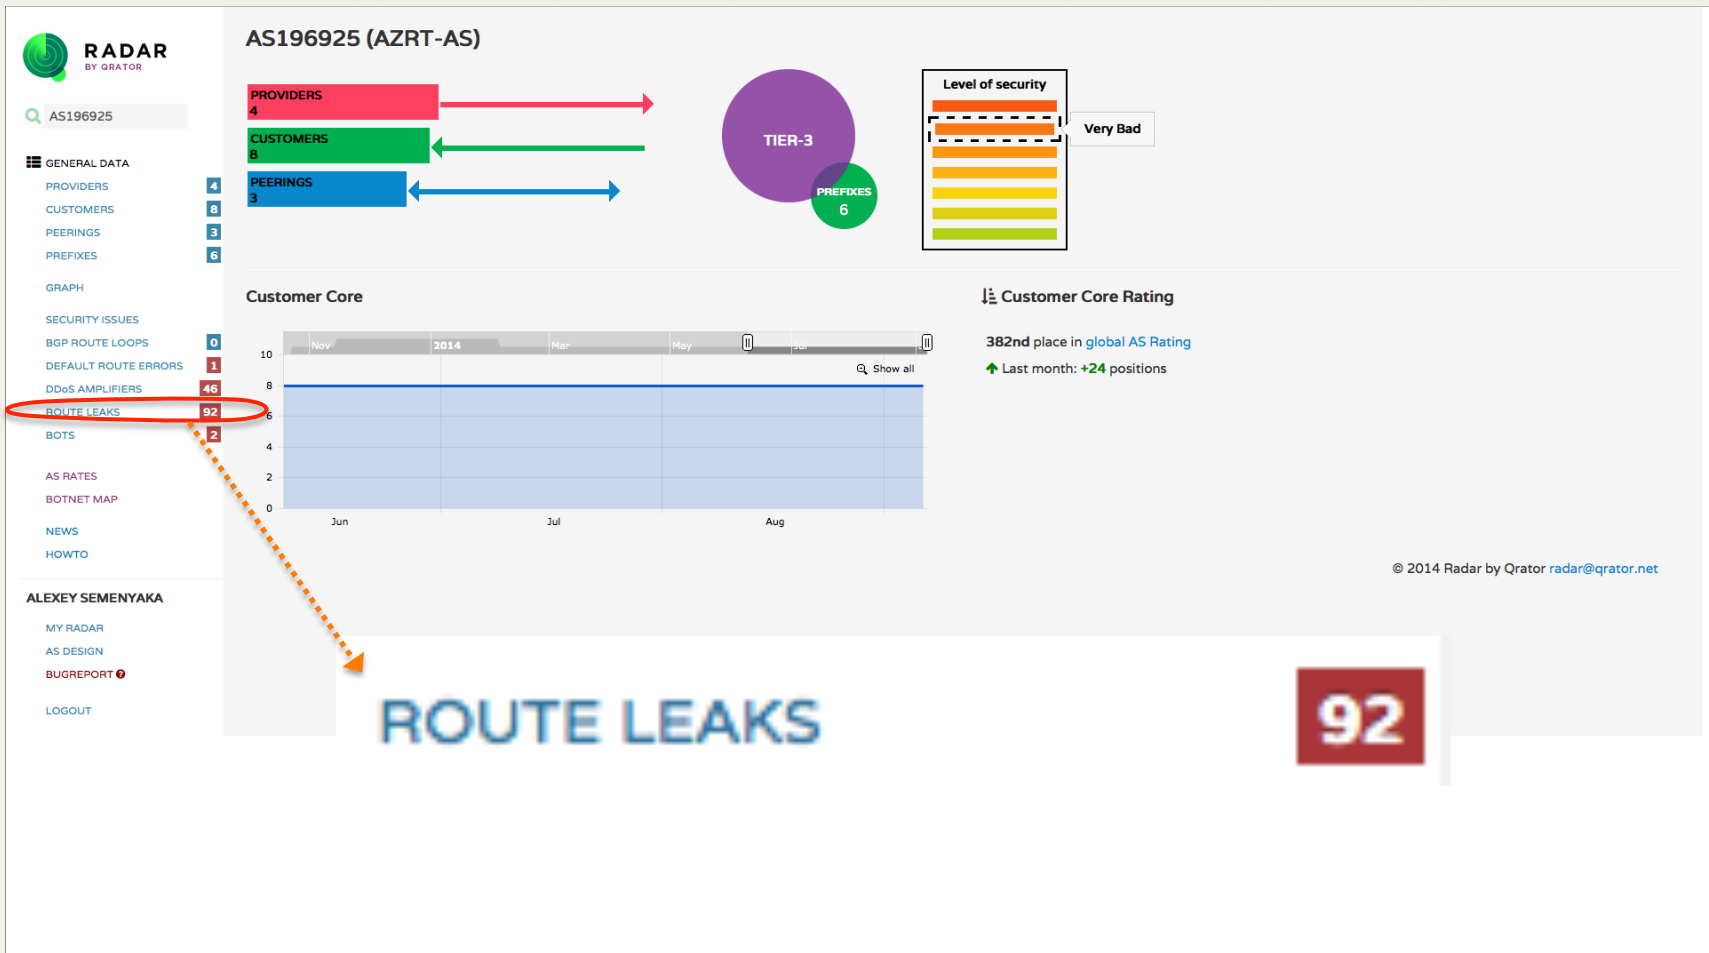 RADAR
BY QRATOR
AS196925
GENERAL DATA
PROVIDERS 4
CUSTOMERS 8
PEERINGS 3
PREFIXES 6
GRAPH
SECURITY ISSUES
BGP ROUTE LOOPS 0
DEFAULT ROUTE ERRORS 1
DDoS AMPLIFIERS 46
ROUTE LEAKS 92
BOTS 2
AS RATES
BOTNET MAP
NEWS
HOWTO
ALEXEY SEMENYAKA
MY RADAR
AS DESIGN
BUGREPORT ?
LOGOUT
AS196925 (AZRT-AS)
PROVIDERS
4
CUSTOMERS
8
PEERINGS
3
TIER-3
PREFIXES
6
Level of security
Very Bad
Customer Core
Nov 2014 Mar May Jul
Show all
10
8
6
4
2
0
Jun Jul Aug
Customer Core Rating
382nd place in global AS Rating
Last month: +24 positions
© 2014 Radar by Qrator radar@qrator.net
ROUTE LEAKS 92